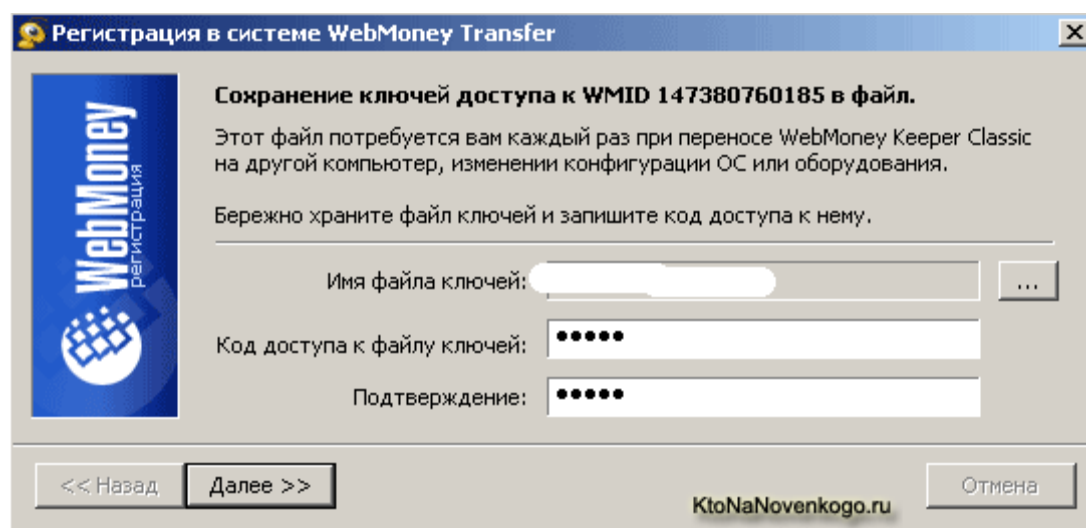 Регистрация в системе WebMoney Transfer
WebMoney
регистрация
Сохранение ключей доступа к WMID 147380760185 в файл.
Этот файл потребуется вам каждый раз при переносе WebMoney Keeper Classic
на другой компьютер, изменении конфигурации ОС или оборудования.
Бережно храните файл ключей и запишите код доступа к нему.
Имя файла ключей:
...
Код доступа к файлу ключей: •••••
Подтверждение: •••••
<< Назад Далее >> Отмена
KtoNaNovenkogo.ru